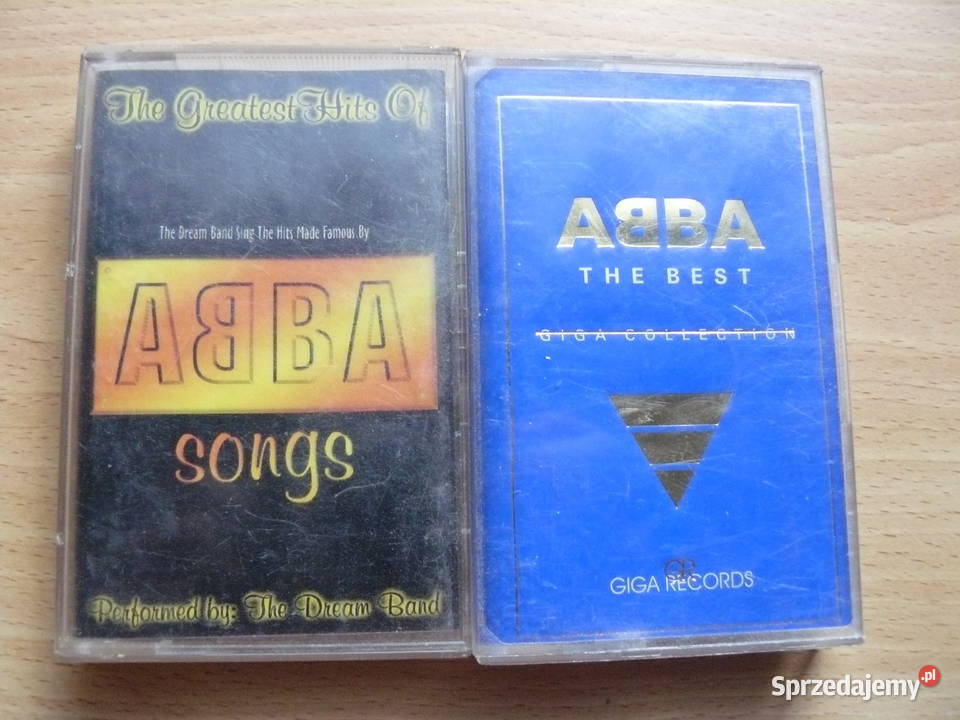 The Greatest Hits Of
The Dream Band Sing The Hits Made Famous By
ABBA
songs
Performed by: The Dream Band
ABBA
THE BEST
GIGA COLLECTION
GIGA RECORDS
Sprzedajemy.pl